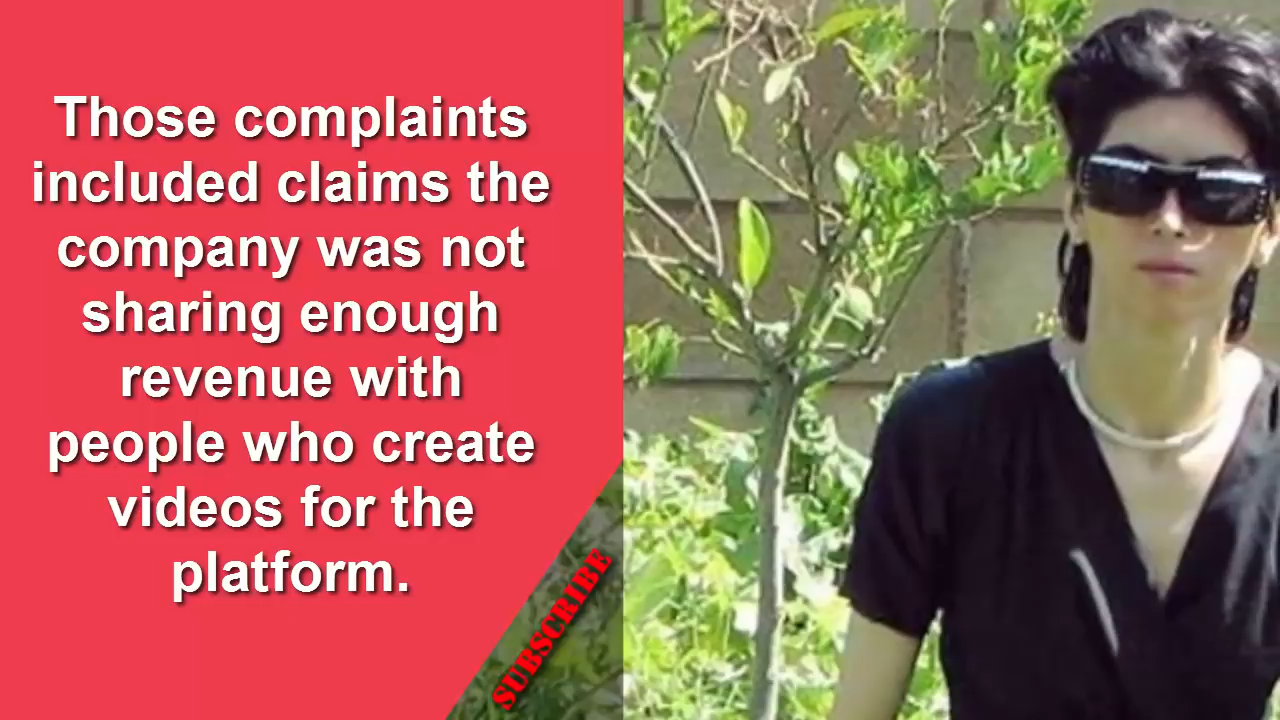 Those complaints
included claims the
company was not
sharing enough
revenue with
people who create
videos for the
platform.
SUBSCRIBE